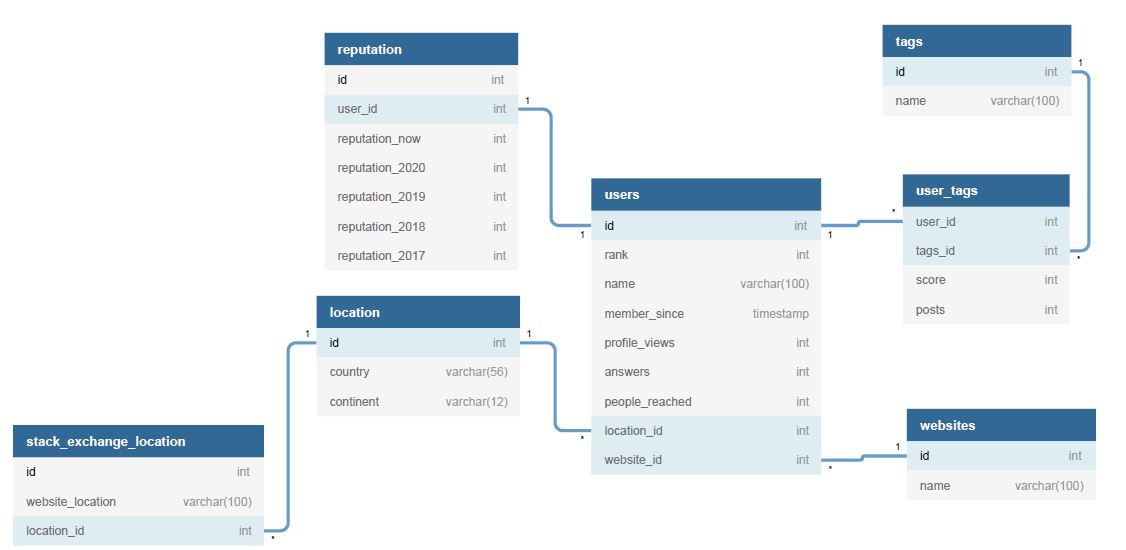 reputation
id int
user_id int
reputation_now int
reputation_2020 int
reputation_2019 int
reputation_2018 int
reputation_2017 int
1
1
location
id int
country varchar(56)
continent varchar(12)
1
1
*
stack_exchange_location
id int
website_location varchar(100)
location_id int
*
users
id int
rank int
name varchar(100)
member_since timestamp
profile_views int
answers int
people_reached int
location_id int
website_id int
1
*
*
1
tags
id int
name varchar(100)
1
user_tags
user_id int
tags_id int
score int
posts int
*
websites
id int
name varchar(100)